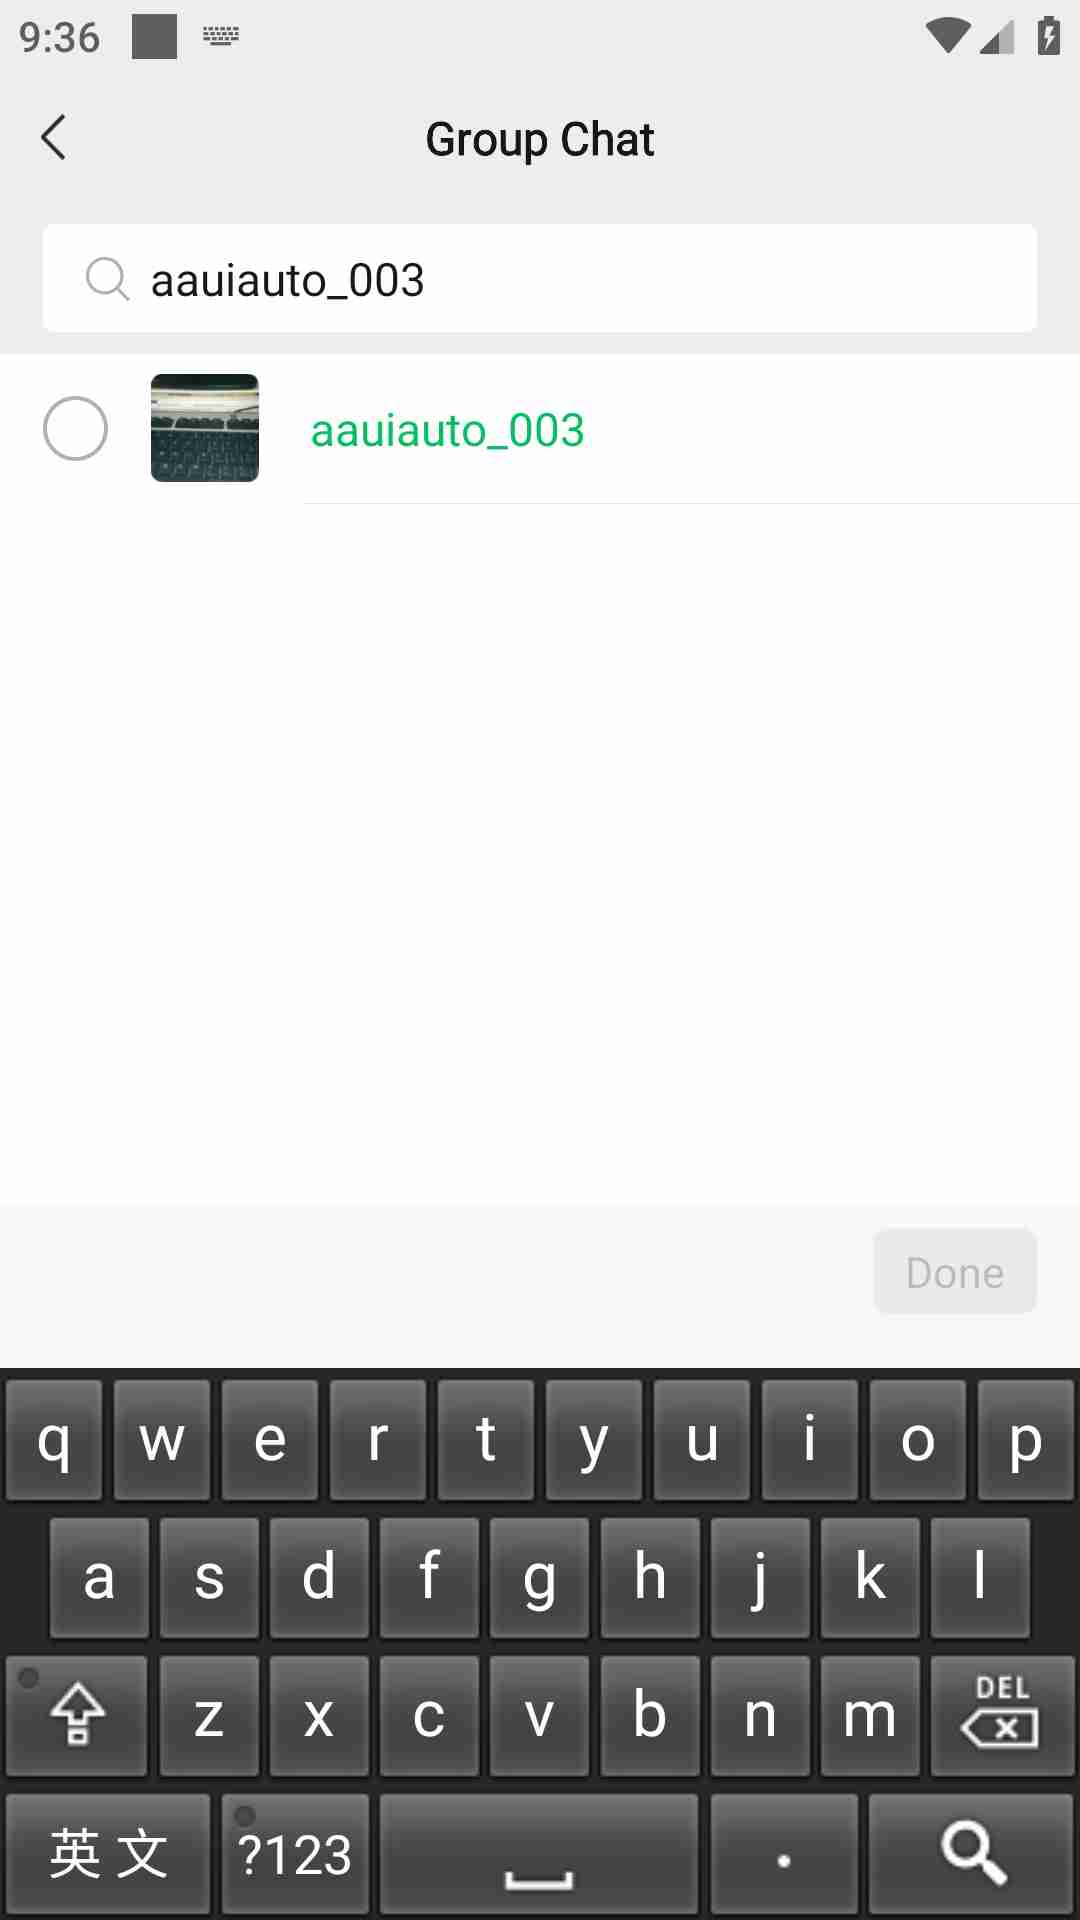 9:36
Group Chat
aauiauto_003
aauiauto_003
Done
q w e r t y u i o p
a s d f g h j k l
z x c v b n m DEL
英文 ?123 .